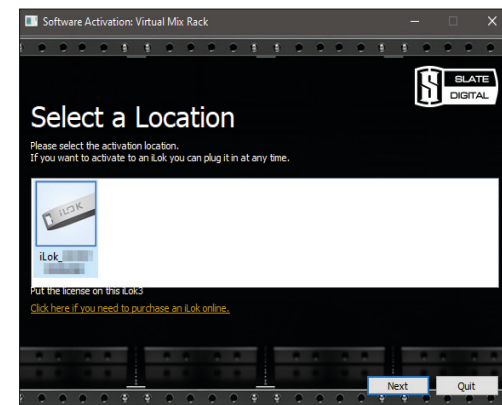 Software Activation: Virtual Mix Rack
SLATE
DIGITAL
Select a Location
Please select the activation location.
If you want to activate to an iLok you can plug it in at any time.
iLOK
iLok_
Put the license on this iLok3
Click here if you need to purchase an iLok online.
Next
Quit